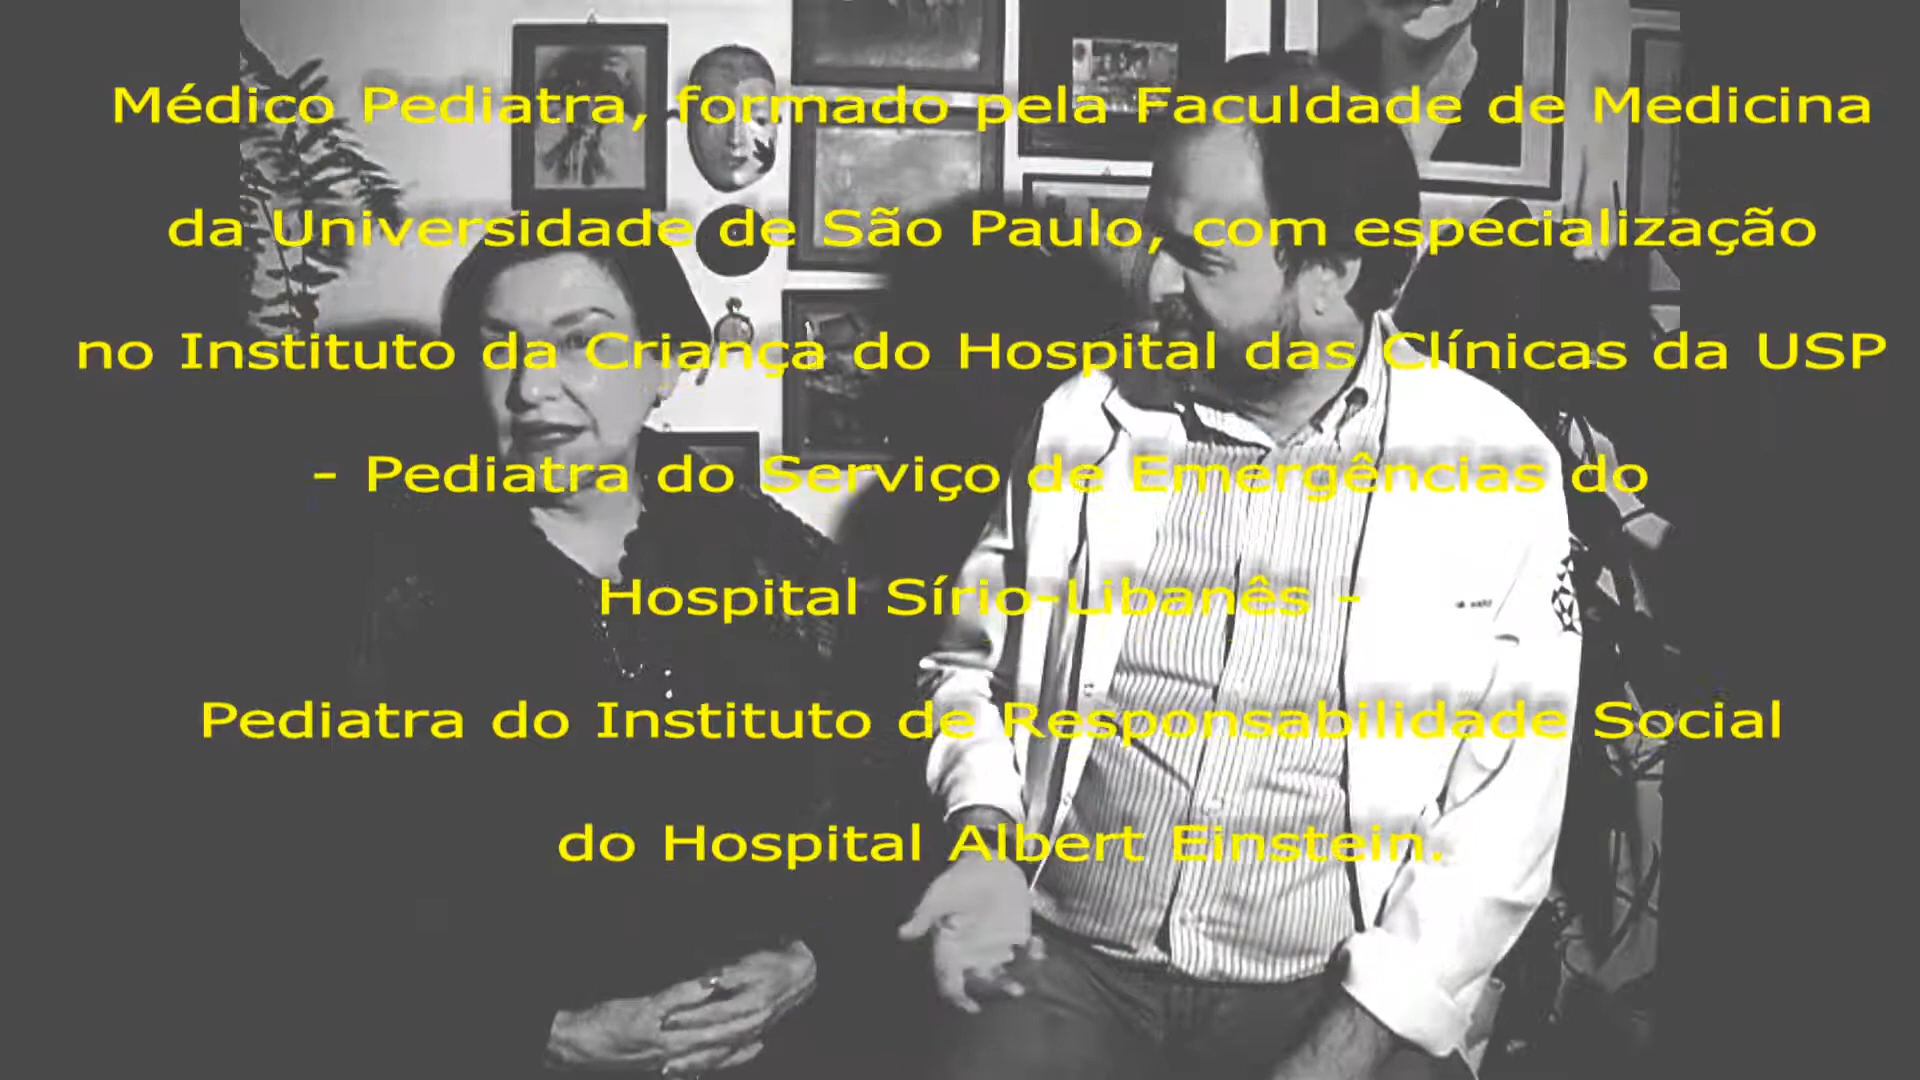 Médico Pediatra, formado pela Faculdade de Medicina
da Universidade de São Paulo, com especialização
no Instituto da Criança do Hospital das Clínicas da USP
- Pediatra do Serviço de Emergências do
Hospital Sírio-Libanês -
Pediatra do Instituto de Responsabilidade Social
do Hospital Albert Einstein.